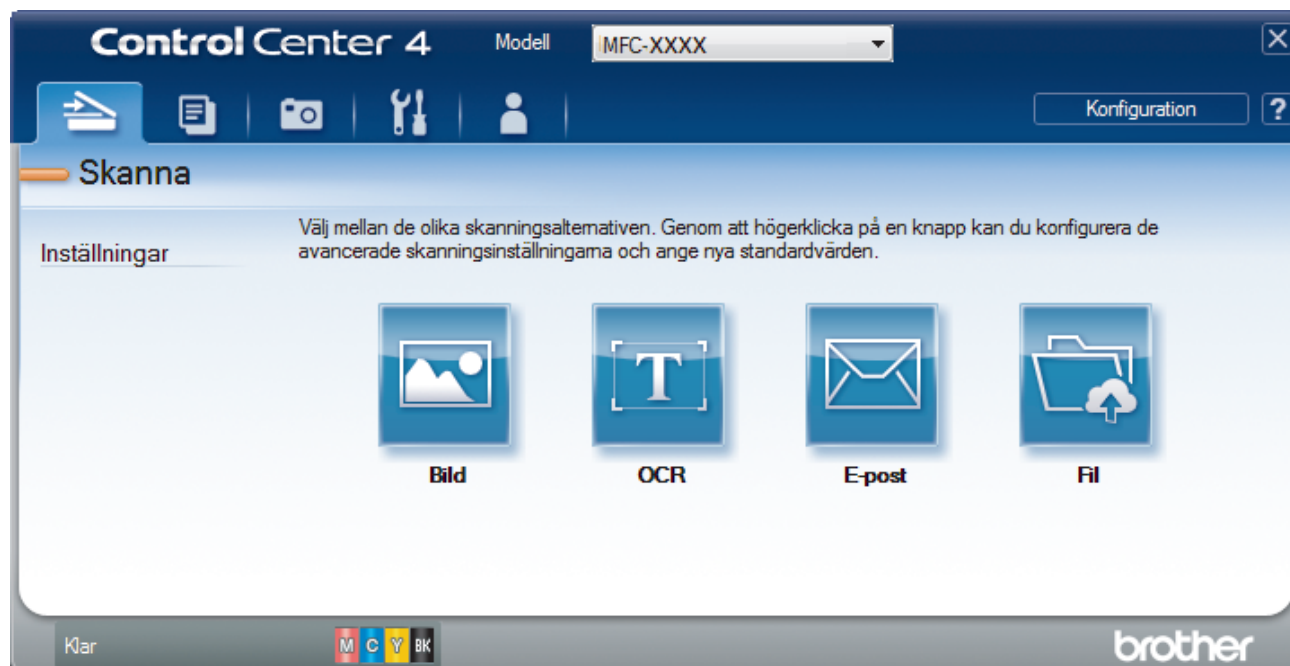 ControlCenter 4
Modell
MFC-XXXX
Konfiguration
?
Skanna
Inställningar
Välj mellan de olika skanningsalternativen. Genom att högerklicka på en knapp kan du konfigurera de
avancerade skanningsinställningarna och ange nya standardvärden.
T
Bild
OCR
E-post
Fil
Klar
M C Y BK
brother